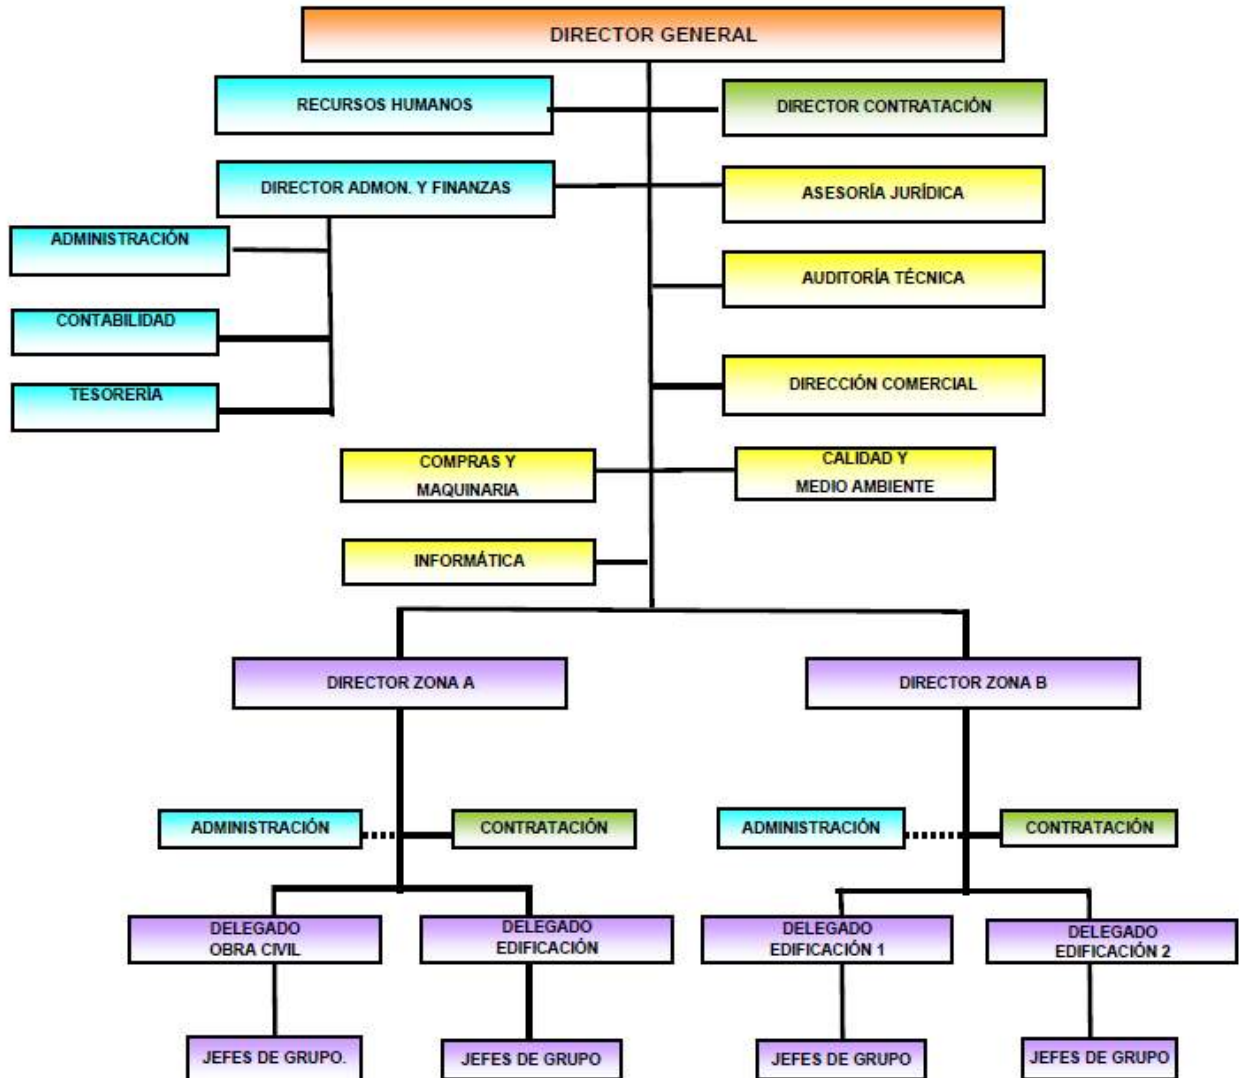 DIRECTOR GENERAL
RECURSOS HUMANOS
DIRECTOR CONTRATACIÓN
DIRECTOR ADMON. Y FINANZAS
ASESORÍA JURÍDICA
ADMINISTRACIÓN
AUDITORÍA TÉCNICA
CONTABILIDAD
DIRECCIÓN COMERCIAL
TESORERÍA
COMPRAS Y
MAQUINARIA
CALIDAD Y
MEDIO AMBIENTE
INFORMÁTICA
DIRECTOR ZONA A
DIRECTOR ZONA B
ADMINISTRACIÓN
CONTRATACIÓN
ADMINISTRACIÓN
CONTRATACIÓN
DELEGADO
OBRA CIVIL
DELEGADO
EDIFICACIÓN
DELEGADO
EDIFICACIÓN 1
DELEGADO
EDIFICACIÓN 2
JEFES DE GRUPO.
JEFES DE GRUPO
JEFES DE GRUPO
JEFES DE GRUPO